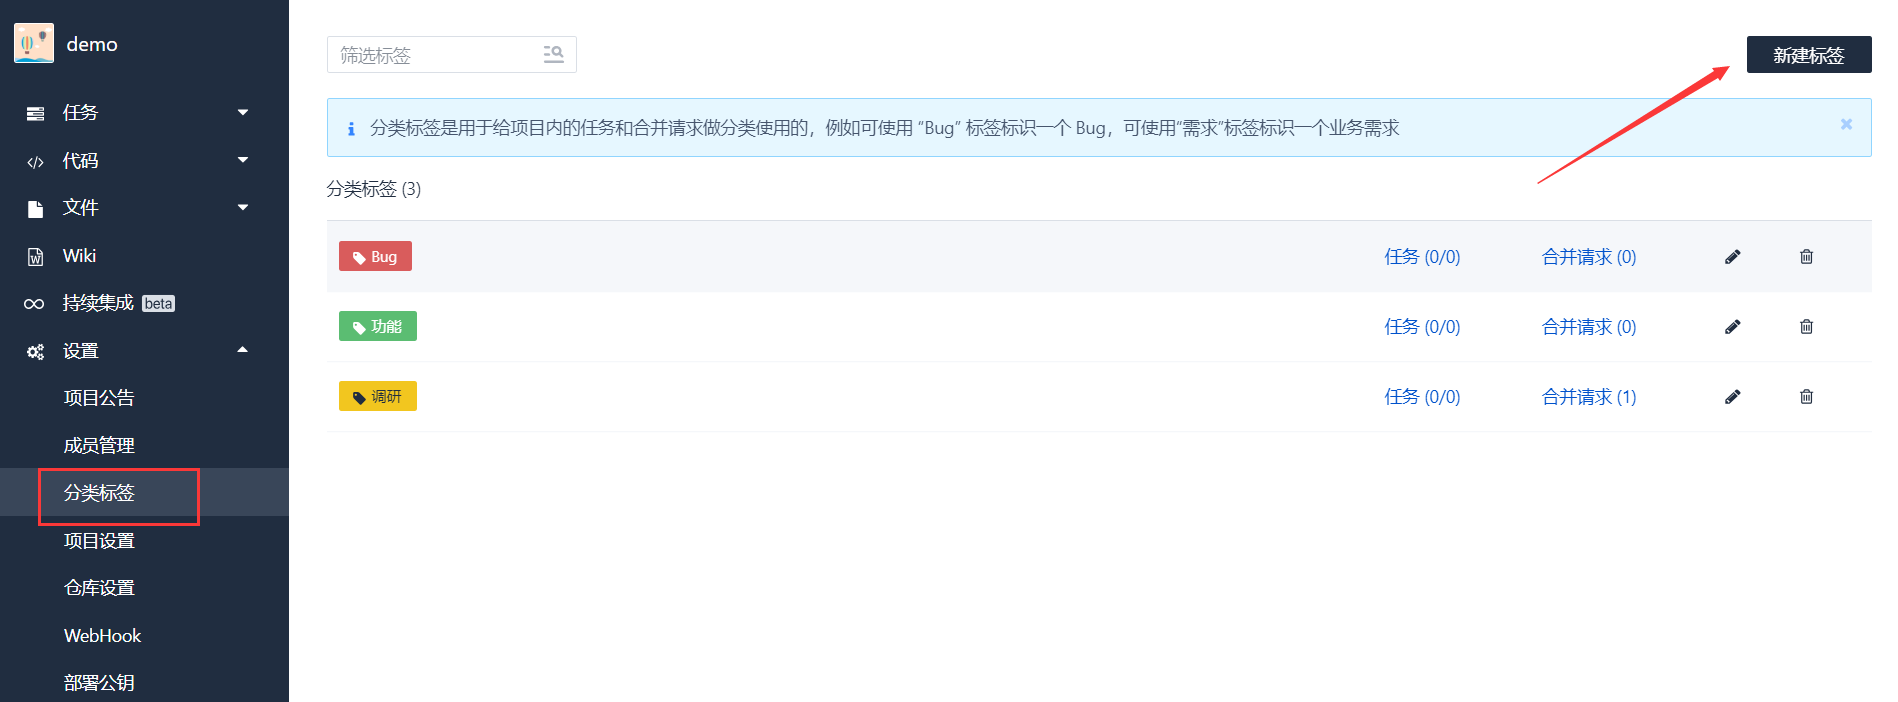 demo
任务
代码
文件
Wiki
持续集成 beta
设置
项目公告
成员管理
分类标签
项目设置
仓库设置
WebHook
部署公钥
筛选标签
新建标签
分类标签是用于给项目内的任务和合并请求做分类使用的，例如可使用 “Bug” 标签标识一个 Bug，可使用“需求”标签标识一个业务需求
分类标签 (3)
Bug 任务 (0/0) 合并请求 (0)
功能 任务 (0/0) 合并请求 (0)
调研 任务 (0/0) 合并请求 (1)